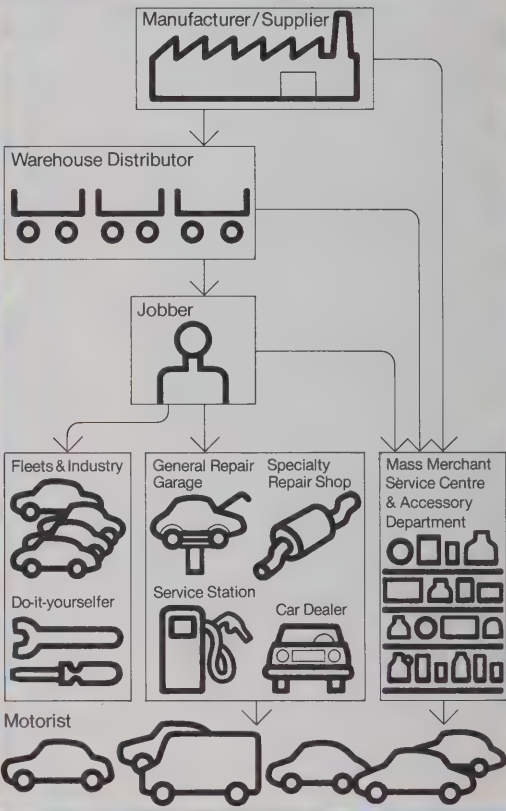 Manufacturer/Supplier
Warehouse Distributor
Jobber
Fleets & Industry
Do-it-yourselfer
General Repair
Garage
Specialty
Repair Shop
Service Station
Car Dealer
Mass Merchant
Service Centre
& Accessory
Department
Motorist